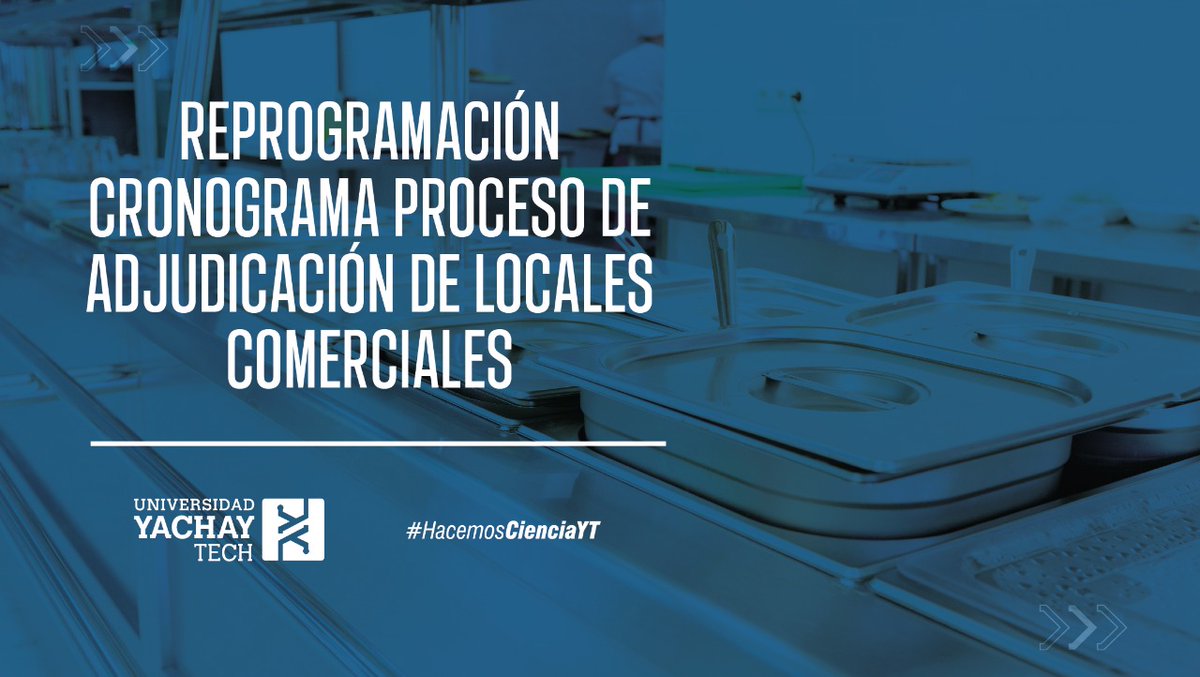 REPROGRAMACIÓN
CRONOGRAMA PROCESO DE
ADJUDICACIÓN DE LOCALES
COMERCIALES
UNIVERSIDAD
YACHAY
TECH
#HacemosCienciaYT